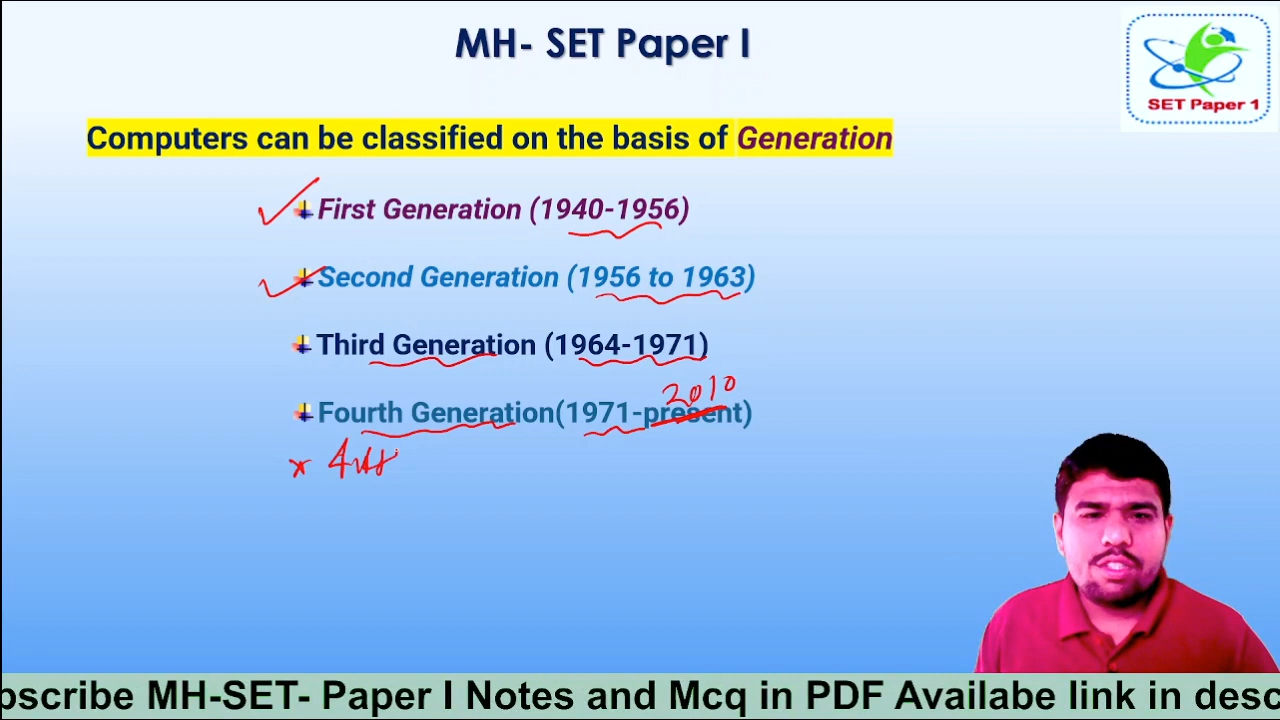 MH- SET Paper I
SET Paper 1
Computers can be classified on the basis of Generation
First Generation (1940-1956)
Second Generation (1956 to 1963)
Third Generation (1964-1971)
2010
Fourth Generation(1971-present)
bscribe MH-SET- Paper I Notes and Mcq in PDF Availabe link in desc